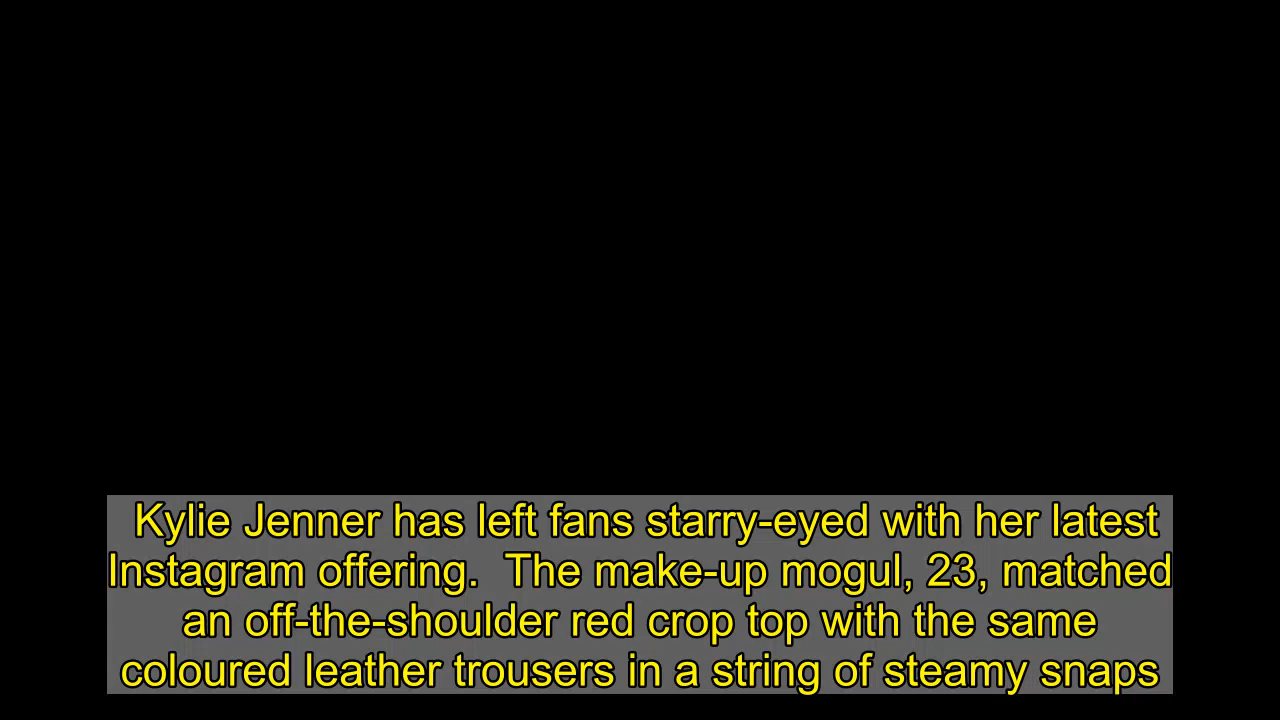 Kylie Jenner has left fans starry-eyed with her latest
Instagram offering.  The make-up mogul, 23, matched
an off-the-shoulder red crop top with the same
coloured leather trousers in a string of steamy snaps